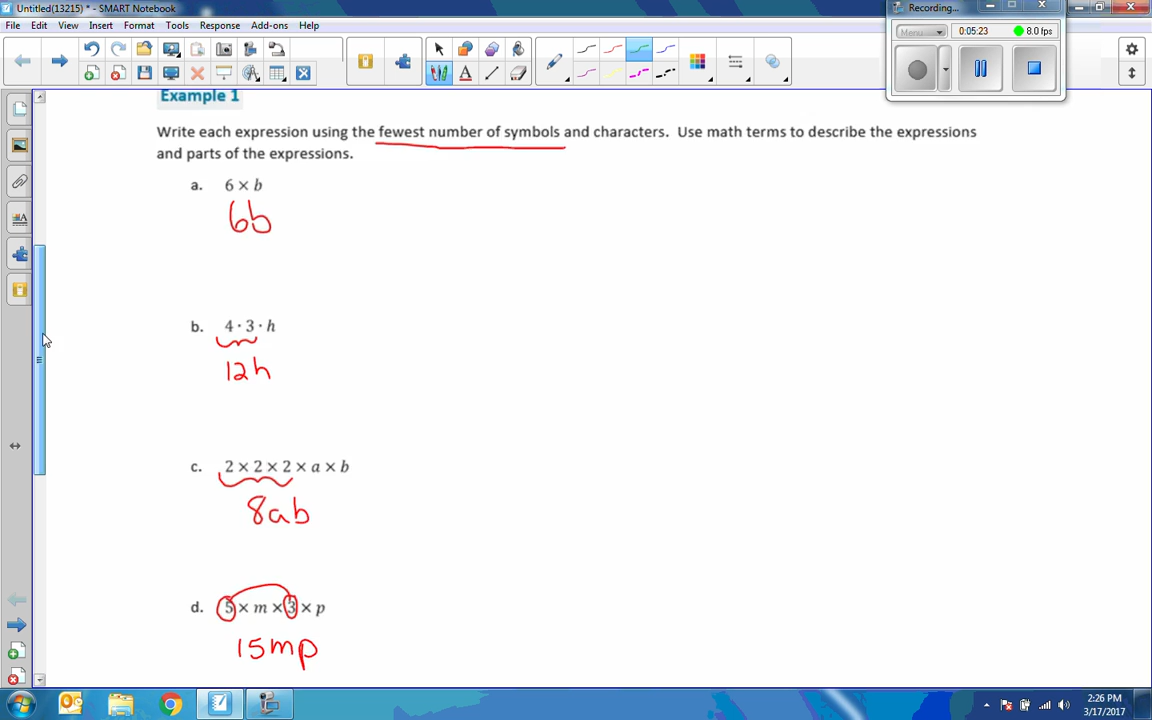 Untitled(13215) * - SMART Notebook
Recording...
File Edit View Insert Format Tools Response Add-ons Help
Menu 0:05:23 8.0 fps
Example 1
Write each expression using the fewest number of symbols and characters. Use math terms to describe the expressions
and parts of the expressions.
a. 6 × b
6b
b. 4 · 3 · h
12h
c. 2 × 2 × 2 × a × b
8ab
d. 5 × m × 3 × p
15mp
2:26 PM
3/17/2017